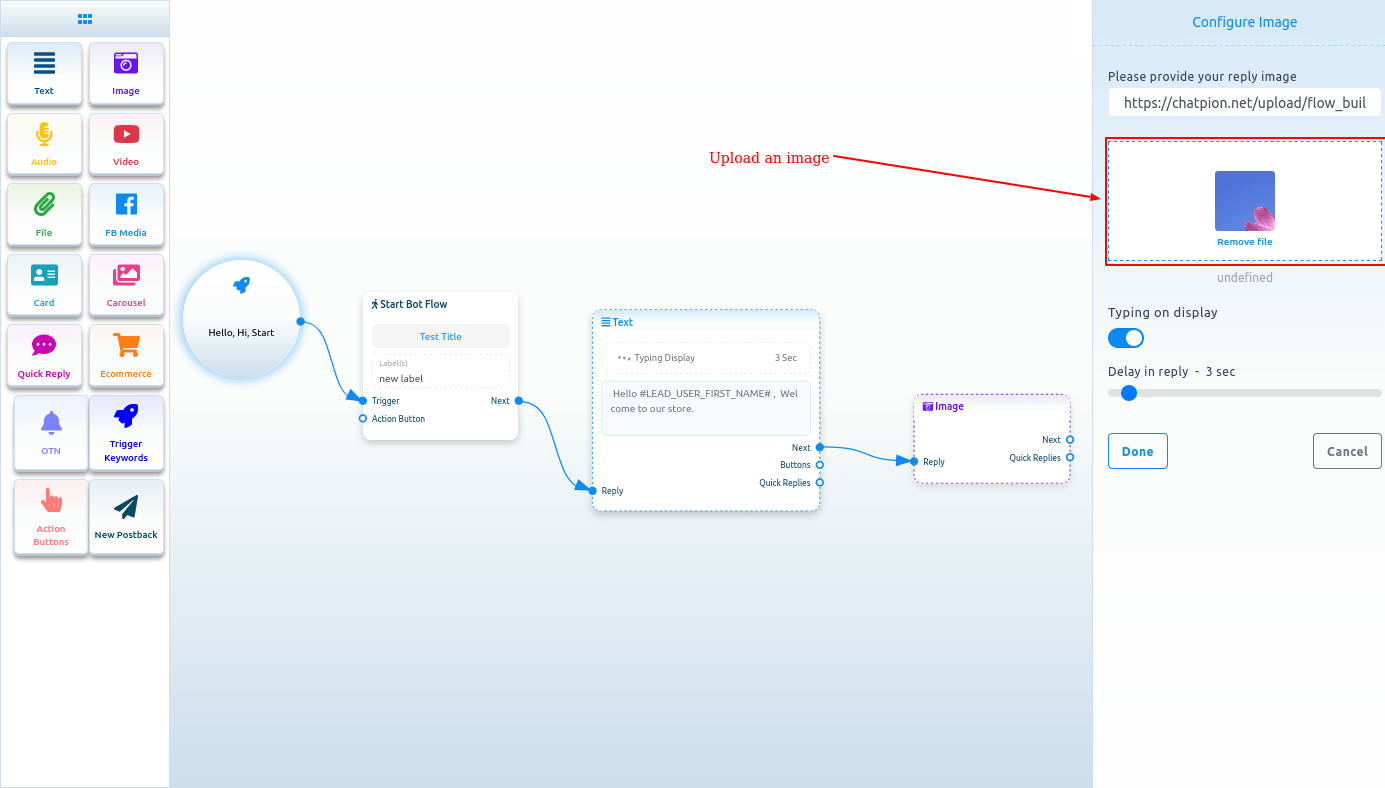 Text
Image
Audio
Video
File
FB Media
Card
Carousel
Quick Reply
Ecommerce
OTN
Trigger
Keywords
Action
Buttons
New Postback
Hello, Hi, Start
Start Bot Flow
Test Title
Label(s)
new label
Trigger
Next
Action Button
Text
Typing Display
3 Sec
Hello #LEAD_USER_FIRST_NAME# , Wel
come to our store.
Next
Buttons
Quick Replies
Reply
Image
Next
Quick Replies
Reply
Upload an image
Configure Image
Please provide your reply image
https://chatpion.net/upload/flow_buil
Remove file
undefined
Typing on display
Delay in reply - 3 sec
Done
Cancel